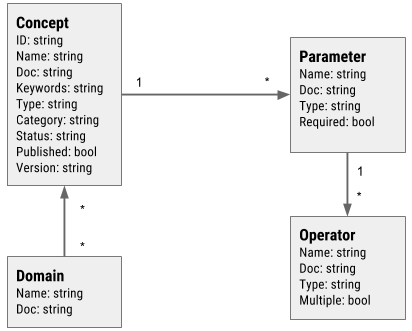 Concept
ID: string
Name: string
Doc: string
Keywords: string
Type: string
Category: string
Status: string
Published: bool
Version: string
1
*
Parameter
Name: string
Doc: string
Type: string
Required: bool
*
*
1
*
Domain
Name: string
Doc: string
Operator
Name: string
Doc: string
Type: string
Multiple: bool